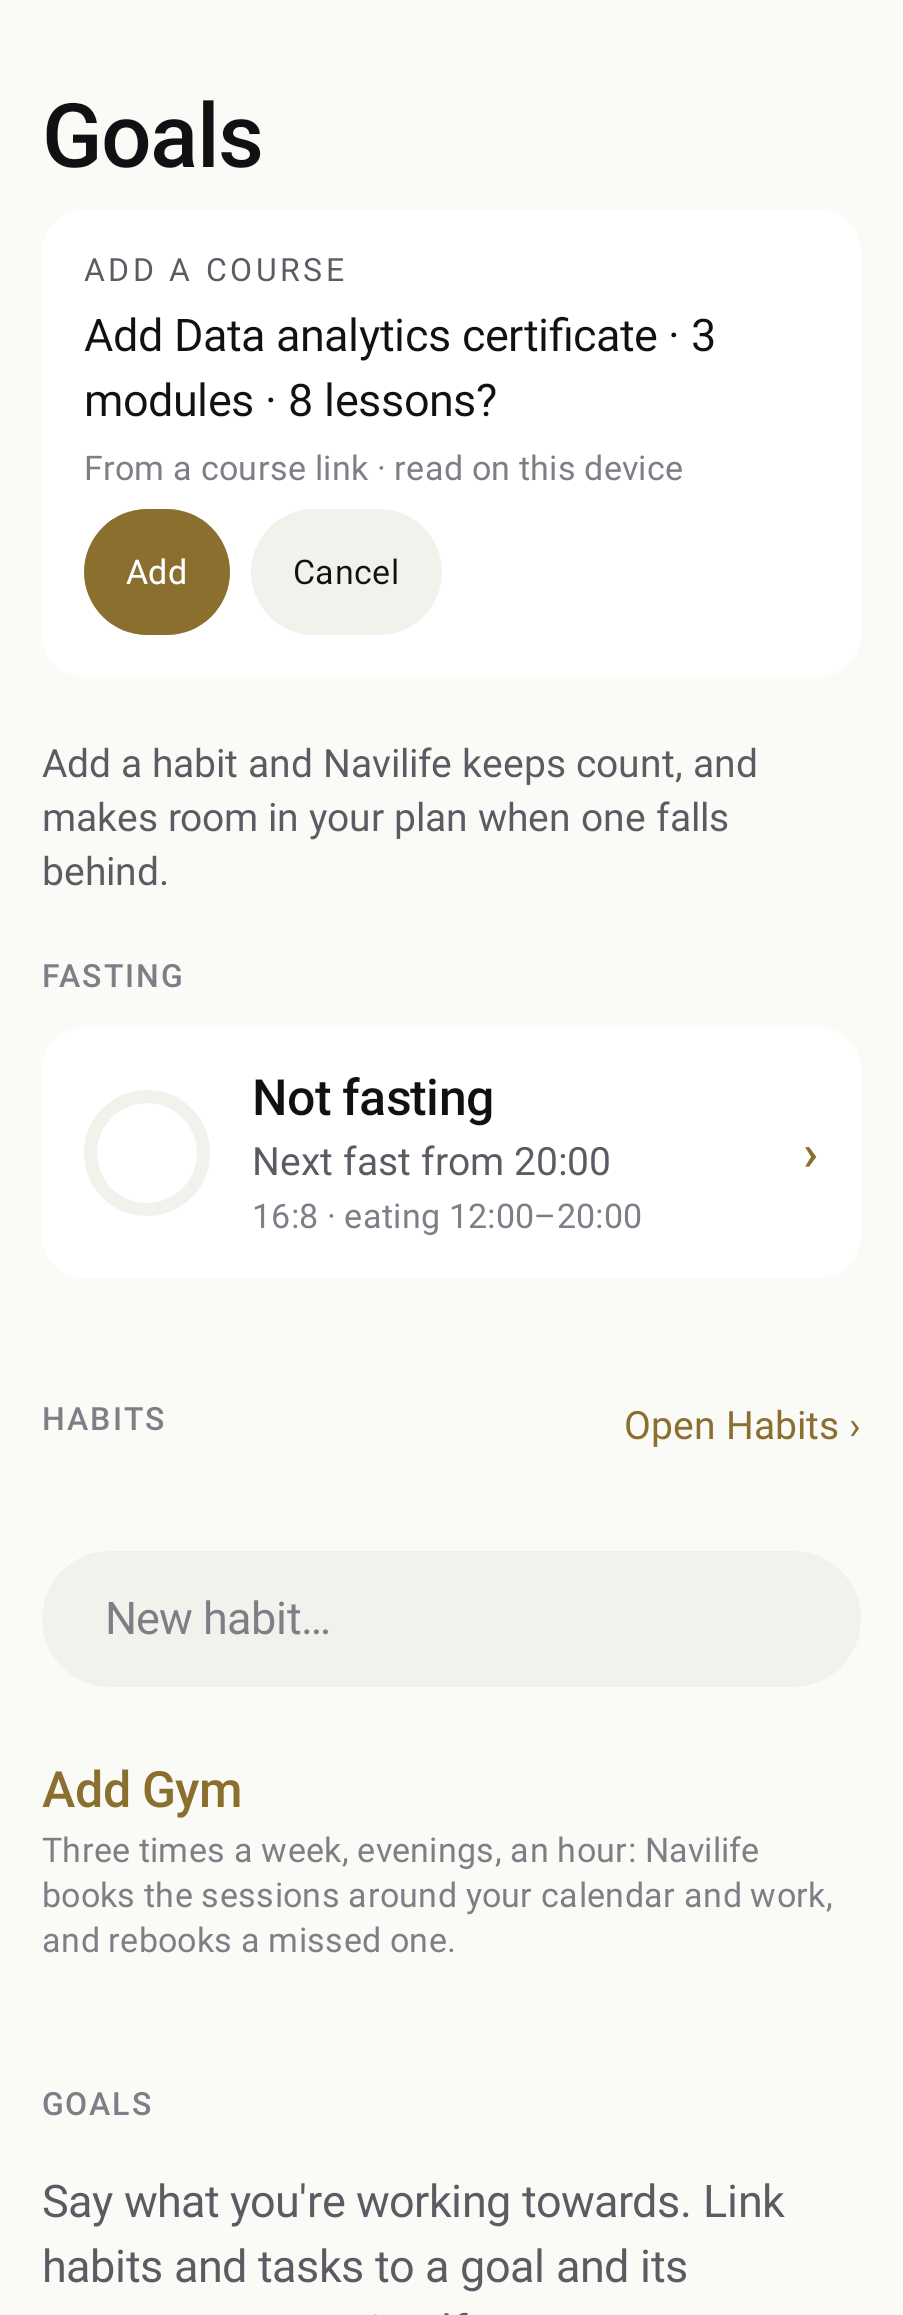 Goals
ADD A COURSE
Add Data analytics certificate · 3
modules · 8 lessons?
From a course link · read on this device
Add
Cancel
Add a habit and Navilife keeps count, and
makes room in your plan when one falls
behind.
FASTING
Not fasting
Next fast from 20:00
16:8 · eating 12:00–20:00
›
HABITS
Open Habits ›
New habit…
Add Gym
Three times a week, evenings, an hour: Navilife
books the sessions around your calendar and work,
and rebooks a missed one.
GOALS
Say what you're working towards. Link
habits and tasks to a goal and its